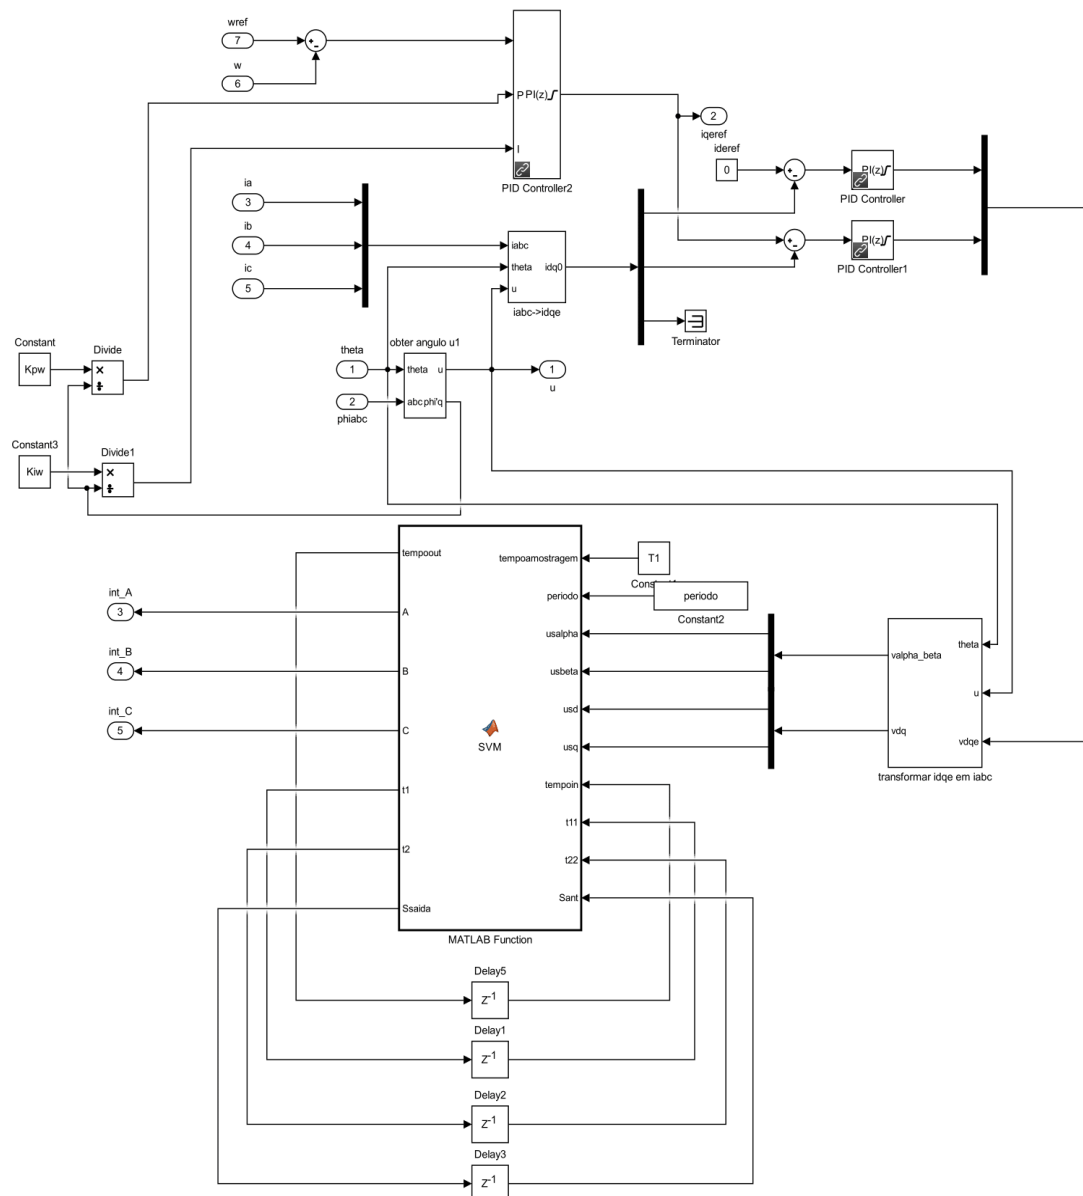 wref
7
w
6
P PI(z)
I
PID Controller2
2
iqeref
ideref
0
PI(z)
PID Controller
PI(z)
PID Controller1
ia
3
ib
4
ic
5
iabc
theta
u
idq0
iabc->idqe
Terminator
Constant
Kpw
Divide
×
÷
Constant3
Kiw
Divide1
×
÷
theta
1
2
phiabc
obter angulo u1
theta u
abcphi'q
1
u
tempoout
A
B
C
t1
t2
Ssaida
SVM
tempoamostragem
periodo
usalpha
usbeta
usd
usq
tempoin
t11
t22
Sant
MATLAB Function
T1
periodo
Constant2
int_A
3
int_B
4
int_C
5
valpha_beta
vdq
theta
u
vdqe
transformar idqe em iabc
Delay5
Z-1
Delay1
Z-1
Delay2
Z-1
Delay3
Z-1